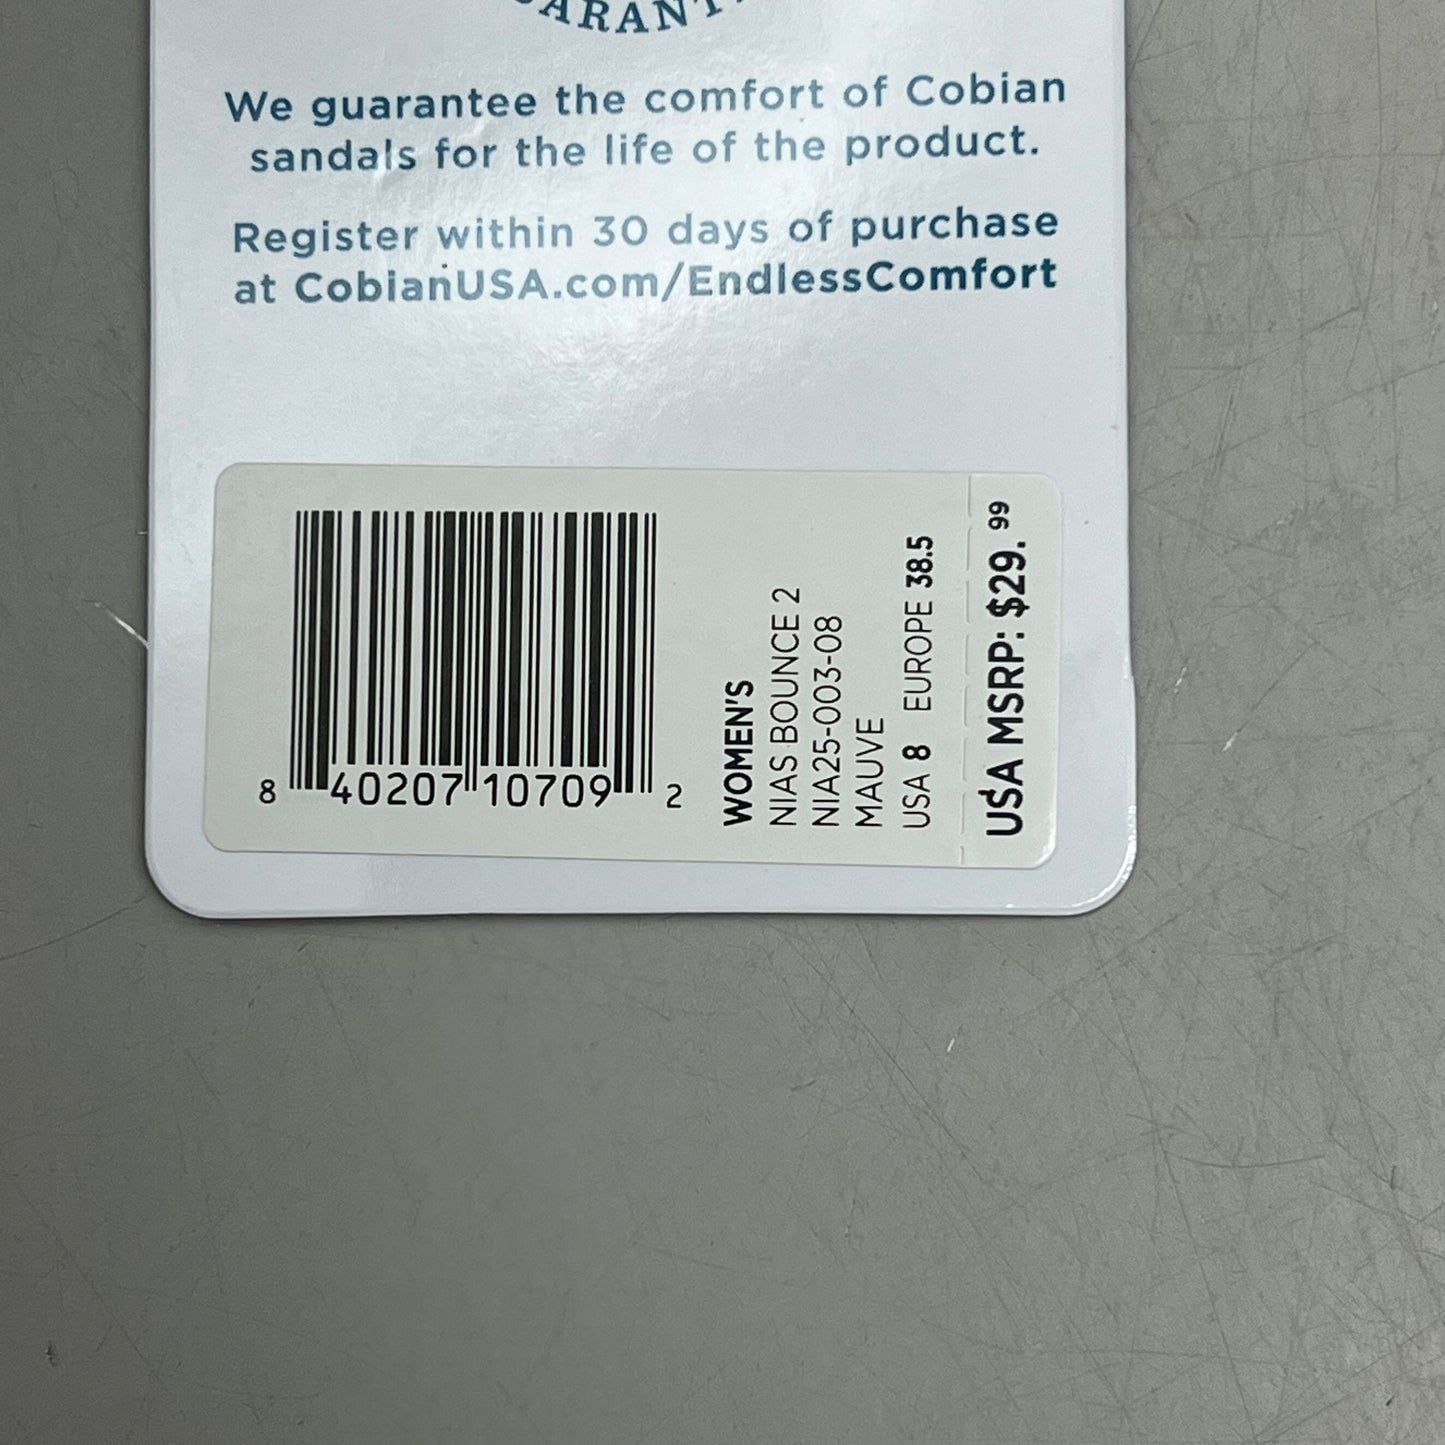 We guarantee the comfort of Cobian
sandals for the life of the product.
Register within 30 days of purchase
at CobianUSA.com/EndlessComfort
8 40207 10709 2
WOMEN'S
NIAS BOUNCE 2
NIA25-003-08
MAUVE
USA 8 EUROPE 38.5
USA MSRP: $29.99